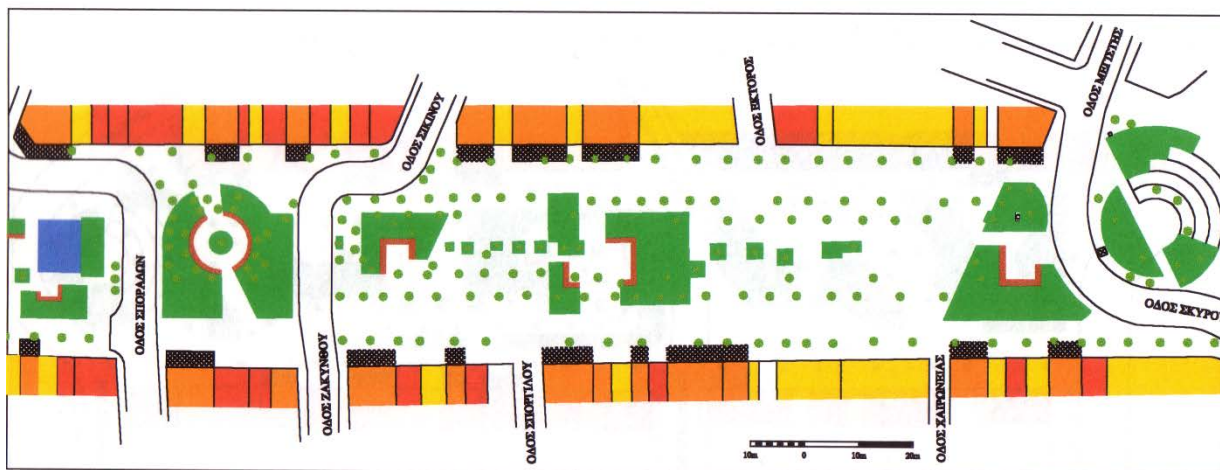 ΟΔΟΣ ΣΙΚΙΝΟΥ
ΟΔΟΣ ΕΚΤΟΡΟΣ
ΟΔΟΣ ΜΕΓΙΣΤΗΣ
ΟΔΟΣ ΣΠΟΡΑΔΩΝ
ΟΔΟΣ ΖΑΚΥΝΘΟΥ
ΟΔΟΣ ΣΠΟΡΓΙΛΟΥ
ΟΔΟΣ ΧΑΙΡΩΝΕΙΑΣ
ΟΔΟΣ ΣΚΥΡΟΥ
10m 0 10m 20m